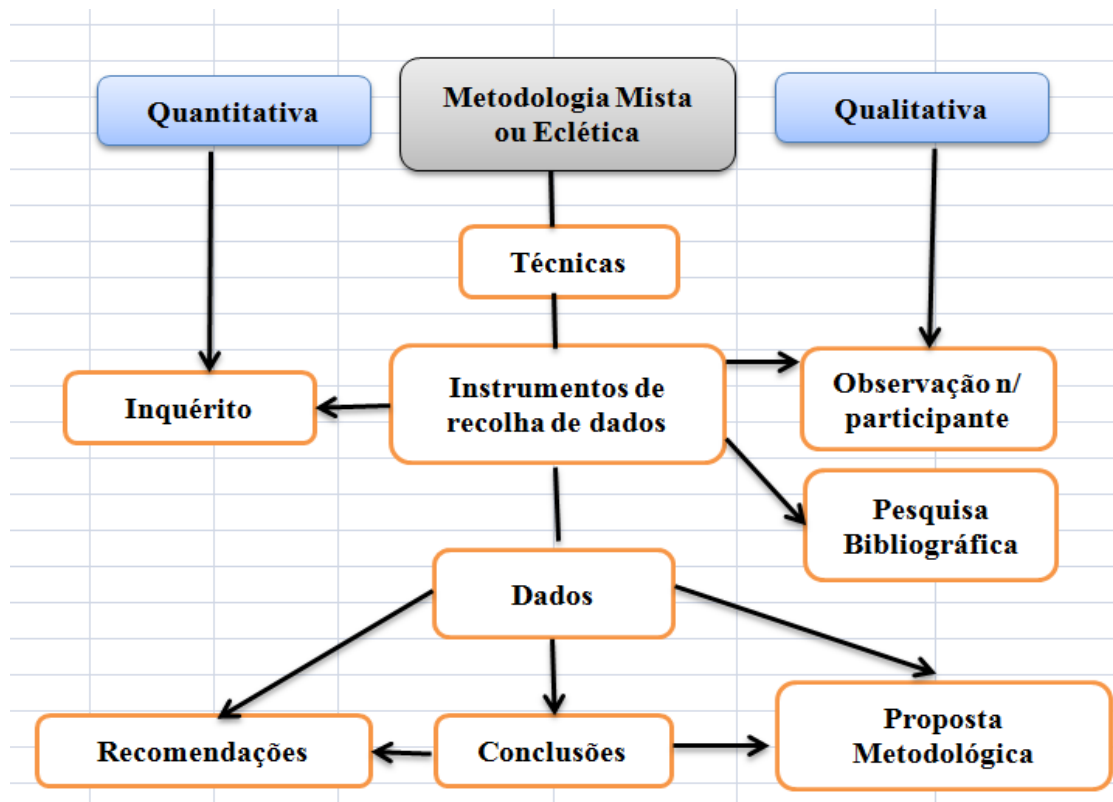 Quantitativa
Metodologia Mista
ou Eclética
Qualitativa
Técnicas
Inquérito
Instrumentos de
recolha de dados
Observação n/
participante
Pesquisa
Bibliográfica
Dados
Recomendações
Conclusões
Proposta
Metodológica